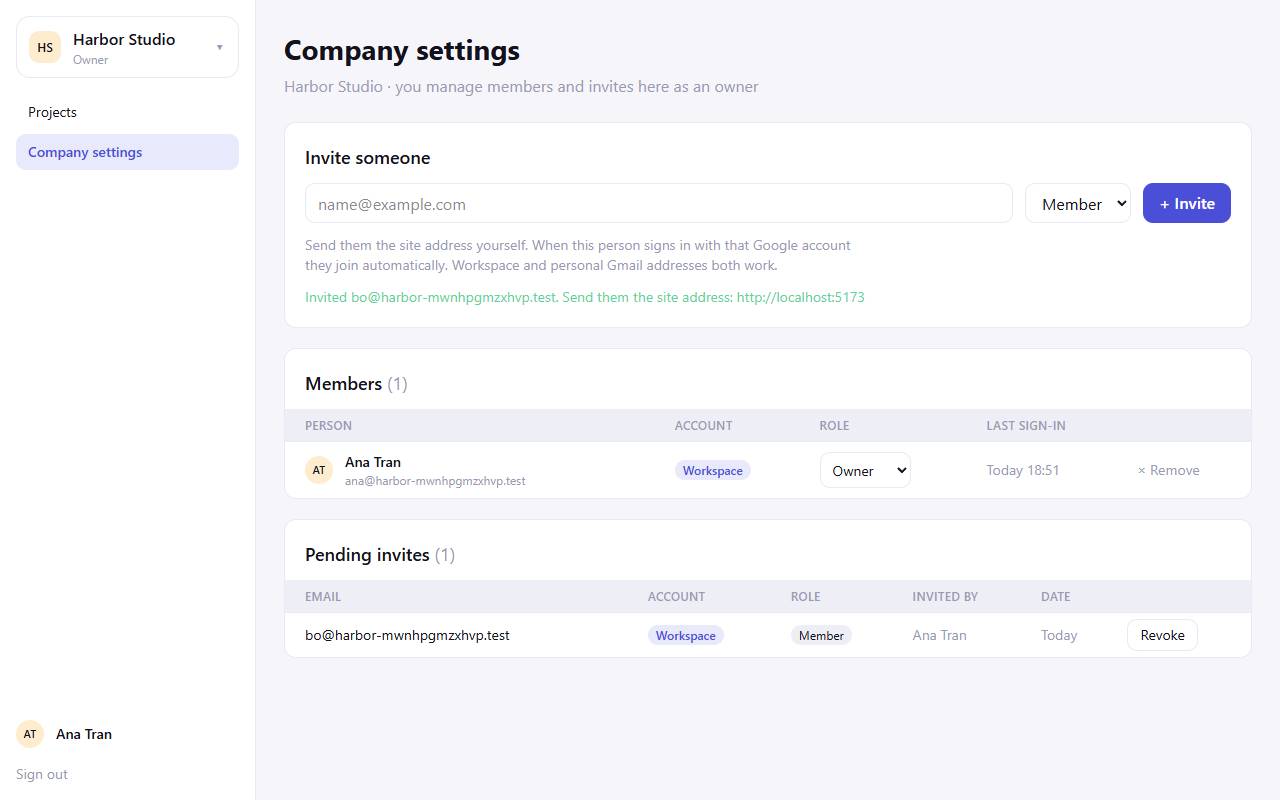 HS
Harbor Studio
Owner
▾
Projects
Company settings
AT
Ana Tran
Sign out
Company settings
Harbor Studio · you manage members and invites here as an owner
Invite someone
name@example.com
Member
+ Invite
Send them the site address yourself. When this person signs in with that Google account
they join automatically. Workspace and personal Gmail addresses both work.
Invited bo@harbor-mwnhpgmzxhvp.test. Send them the site address: http://localhost:5173
Members (1)
PERSON ACCOUNT ROLE LAST SIGN-IN
AT Ana Tran
ana@harbor-mwnhpgmzxhvp.test
Workspace Owner Today 18:51 × Remove
Pending invites (1)
EMAIL ACCOUNT ROLE INVITED BY DATE
bo@harbor-mwnhpgmzxhvp.test Workspace Member Ana Tran Today Revoke